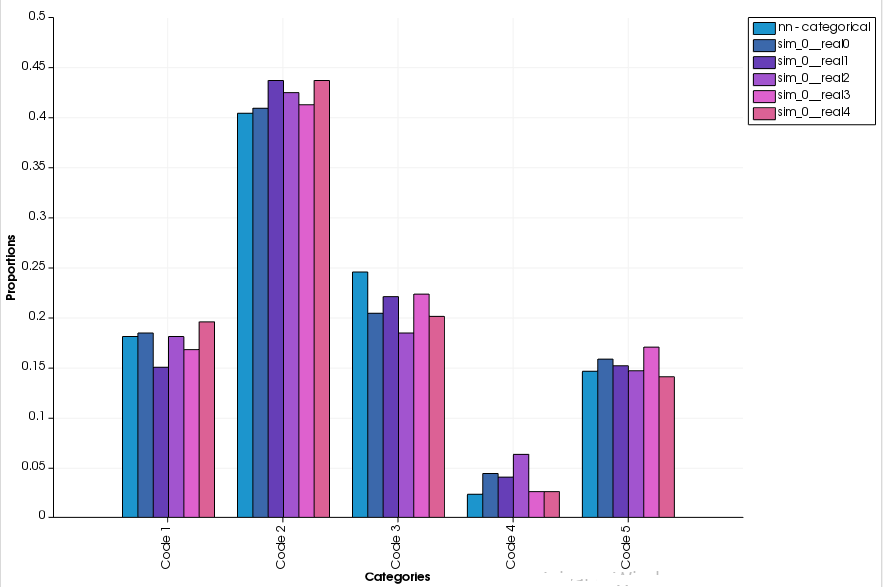 nn - categorical
sim_0__real0
sim_0__real1
sim_0__real2
sim_0__real3
sim_0__real4
0.5
0.45
0.4
0.35
0.3
0.25
0.2
0.15
0.1
0.05
0
Proportions
Code 1
Code 2
Code 3
Code 4
Code 5
Categories